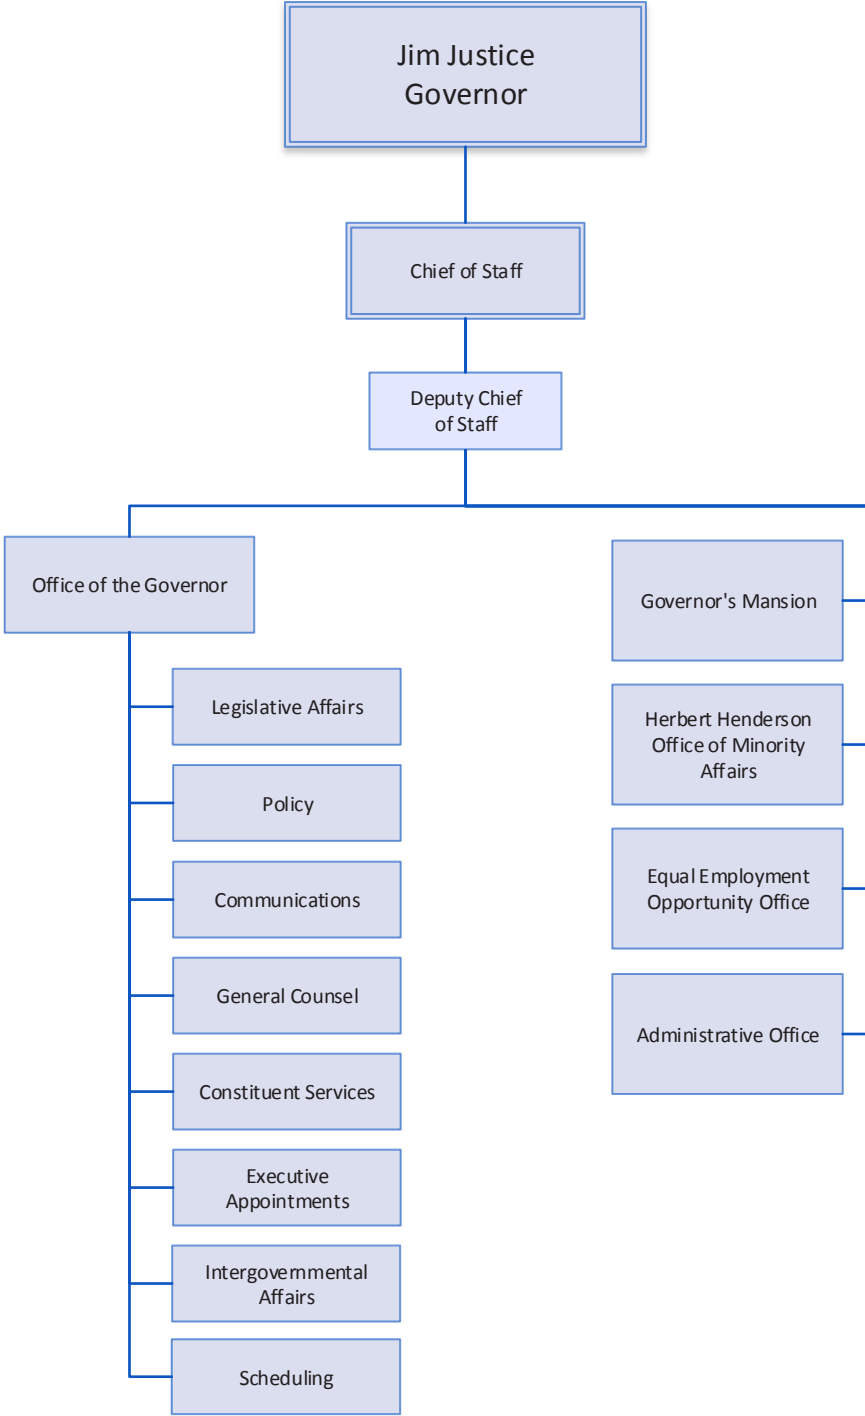 Jim Justice
Governor
Chief of Staff
Deputy Chief
of Staff
Office of the Governor
Legislative Affairs
Policy
Communications
General Counsel
Constituent Services
Executive
Appointments
Intergovernmental
Affairs
Scheduling
Governor's Mansion
Herbert Henderson
Office of Minority
Affairs
Equal Employment
Opportunity Office
Administrative Office